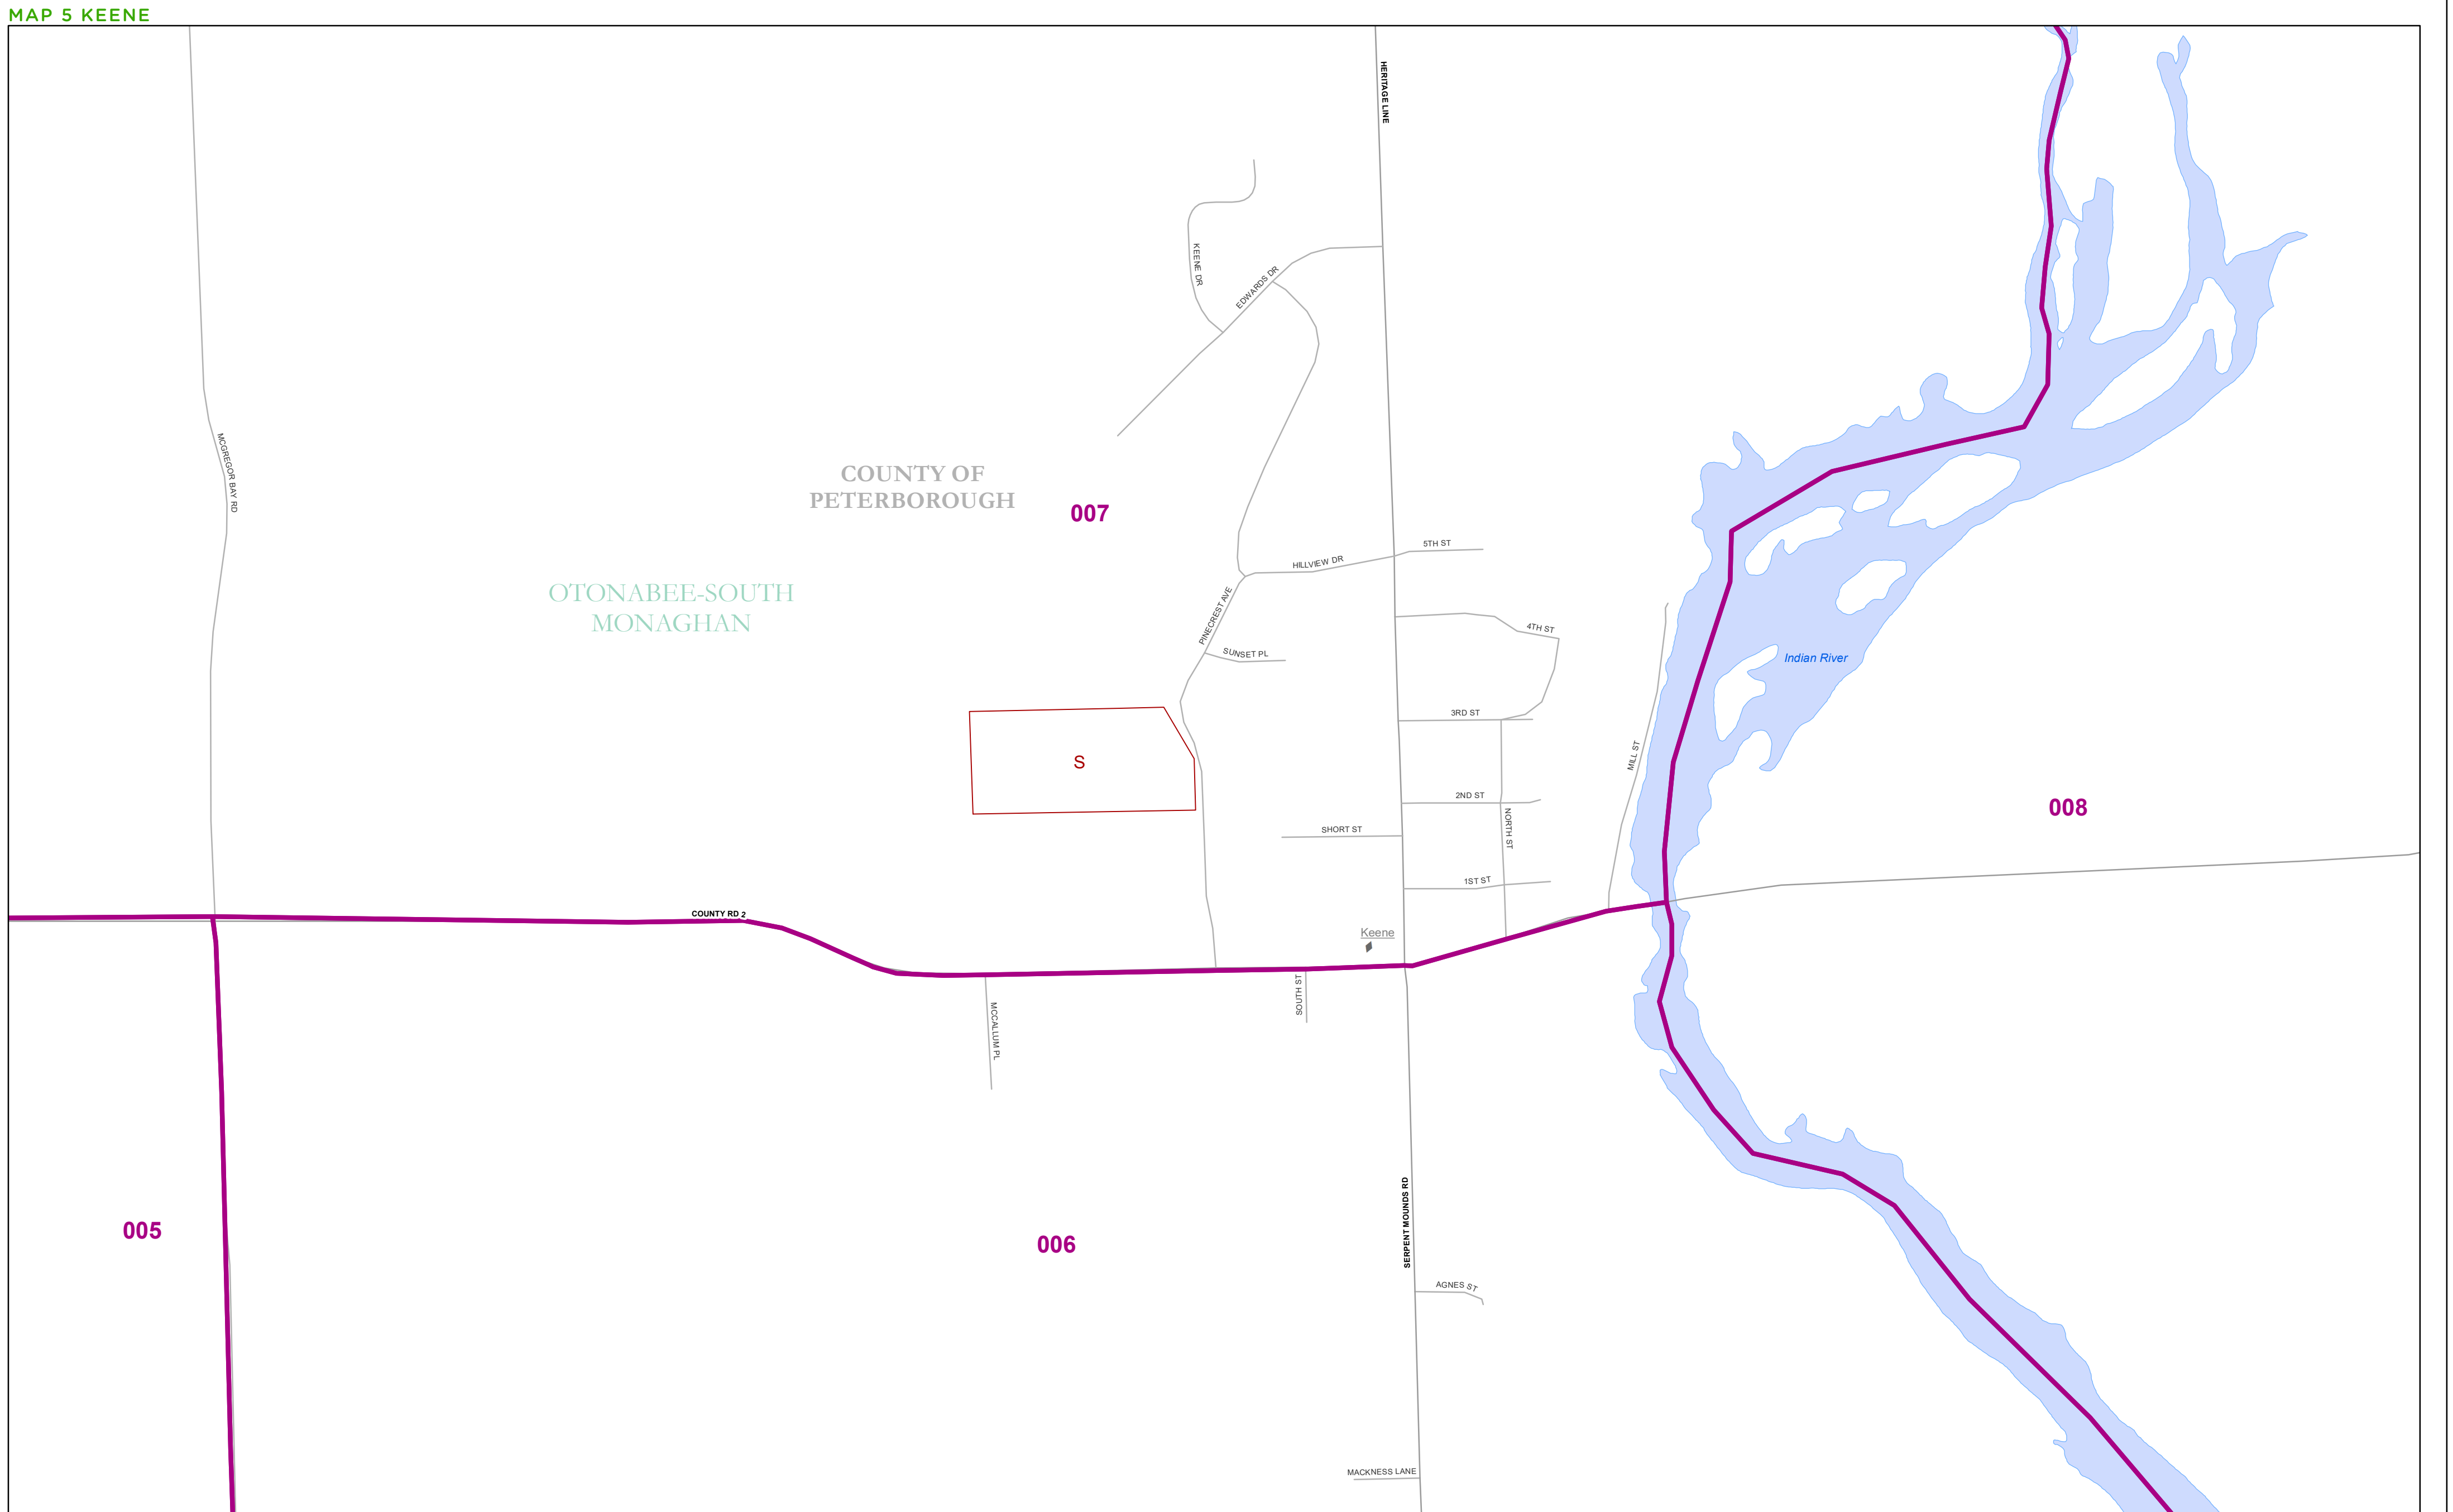 MAP 5 KEENE
HERITAGE LINE
KEENE DR
EDWARDS DR
MCGREGOR BAY RD
COUNTY OF
PETERBOROUGH
007
5TH ST
HILLVIEW DR
OTONABEE-SOUTH
MONAGHAN
PINECREST AVE
4TH ST
SUNSET PL
Indian River
3RD ST
S
MILL ST
2ND ST
008
NORTH ST
SHORT ST
1ST ST
COUNTY RD 2
Keene
SOUTH ST
MCCALLUM PL
SERPENT MOUNDS RD
005
006
AGNES ST
MACKNESS LANE